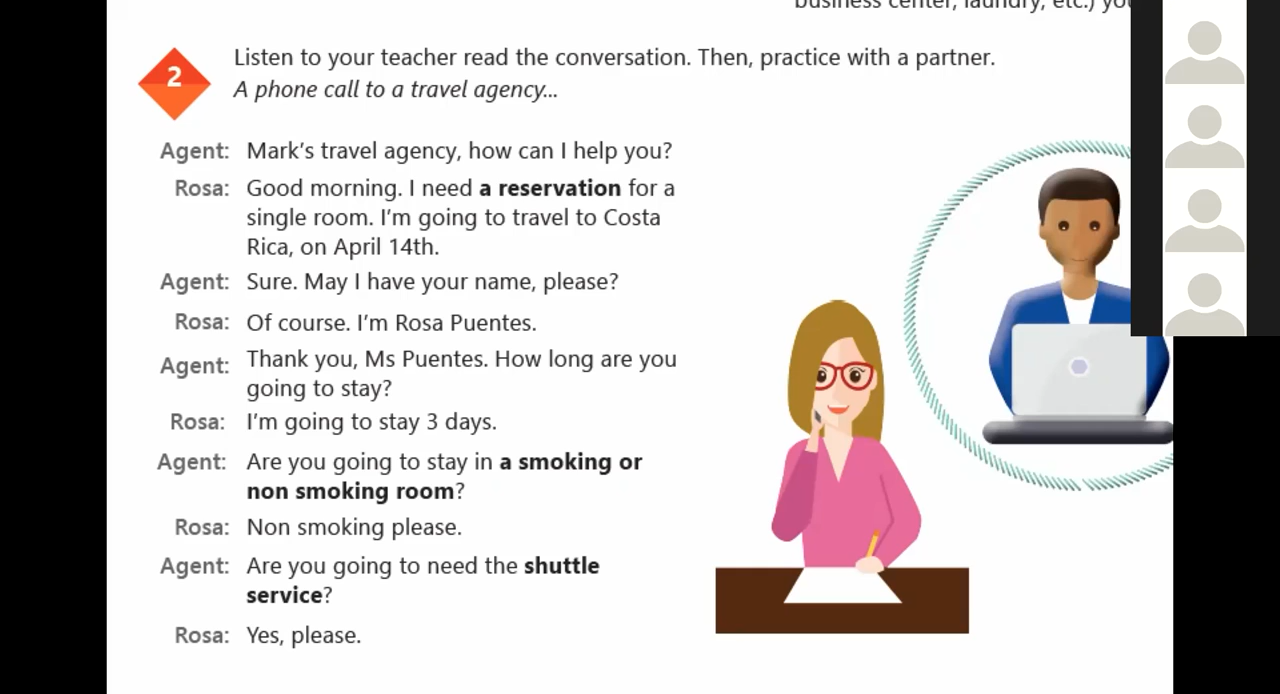 business center, laundry, etc.) you
2
Listen to your teacher read the conversation. Then, practice with a partner.
A phone call to a travel agency...
Agent: Mark's travel agency, how can I help you?
Rosa: Good morning. I need a reservation for a
single room. I'm going to travel to Costa
Rica, on April 14th.
Agent: Sure. May I have your name, please?
Rosa: Of course. I'm Rosa Puentes.
Agent: Thank you, Ms Puentes. How long are you
going to stay?
Rosa: I'm going to stay 3 days.
Agent: Are you going to stay in a smoking or
non smoking room?
Rosa: Non smoking please.
Agent: Are you going to need the shuttle
service?
Rosa: Yes, please.